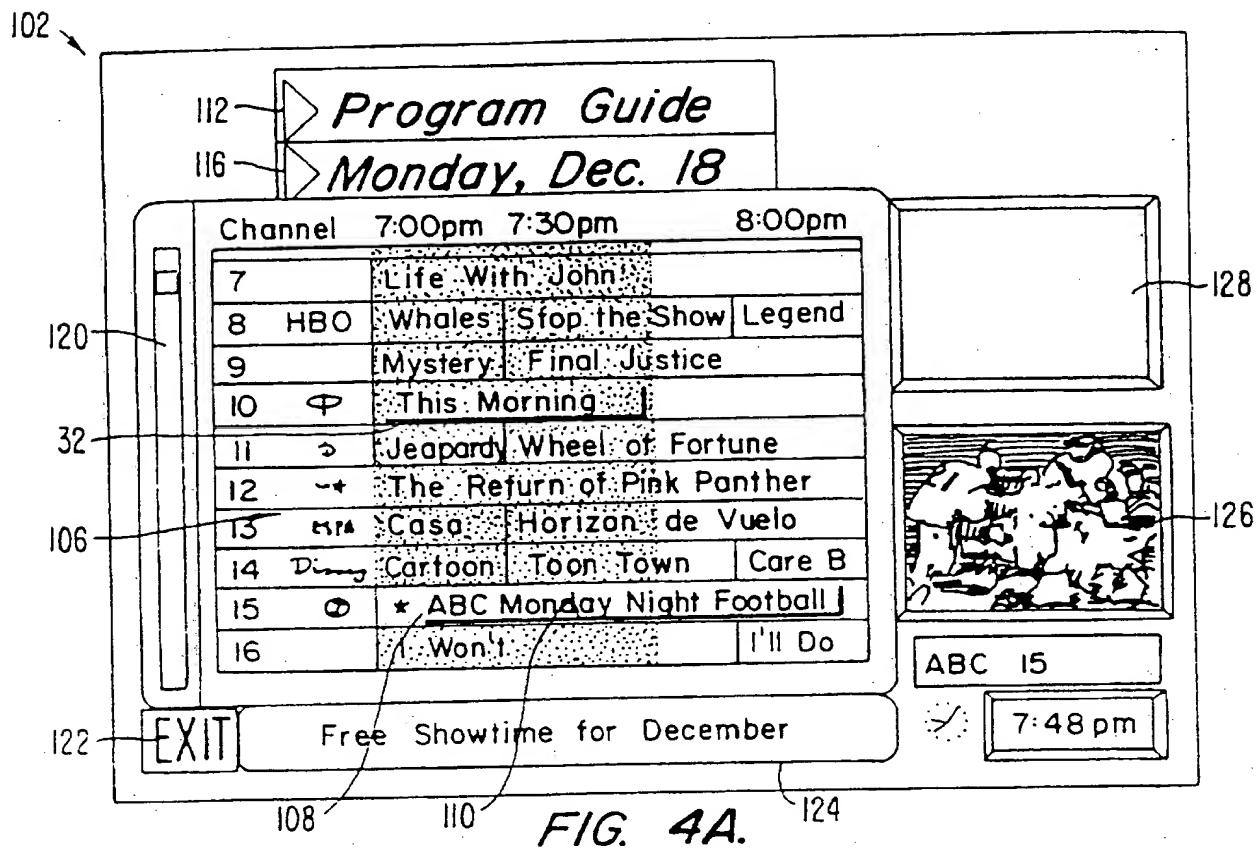 102
112 Program Guide
116 Monday, Dec. 18
Channel 7:00pm 7:30pm 8:00pm
7 Life With John
8 HBO Whales Stop the Show Legend
9 Mystery Final Justice
10 This Morning
11 Jeapardy Wheel of Fortune
12 The Return of Pink Panther
13 Casa Horizan de Vuelo
14 Disney Cartoon Toon Town Care B
15 * ABC Monday Night Football
16 I Won't I'll Do
120
32
106
128
126
ABC 15
7:48 pm
122 EXIT Free Showtime for December
108 110 124
FIG. 4A.